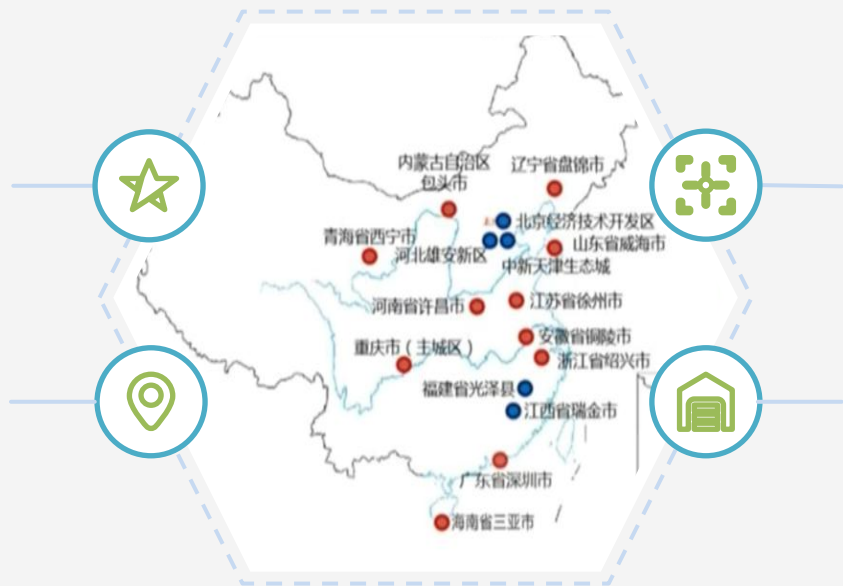 内蒙古自治区
包头市
辽宁省盘锦市
北京经济技术开发区
青海省西宁市
山东省威海市
河北雄安新区
中新天津生态城
江苏省徐州市
河南省许昌市
安徽省铜陵市
重庆市（主城区）
浙江省绍兴市
福建省光泽县
江西省瑞金市
广东省深圳市
海南省三亚市